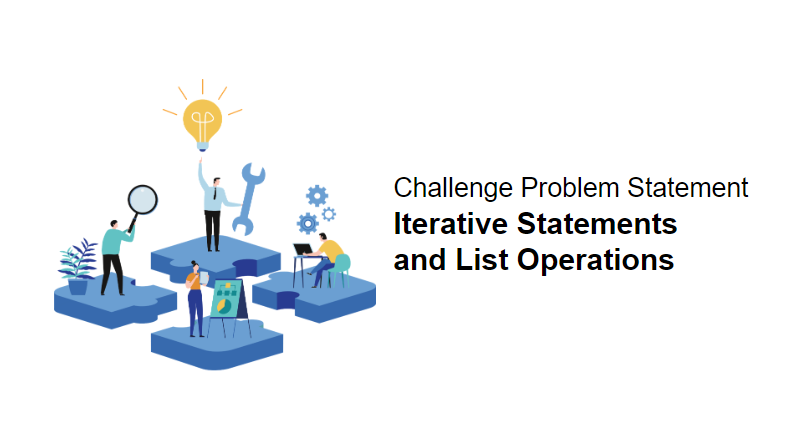 Challenge Problem Statement
Iterative Statements
and List Operations